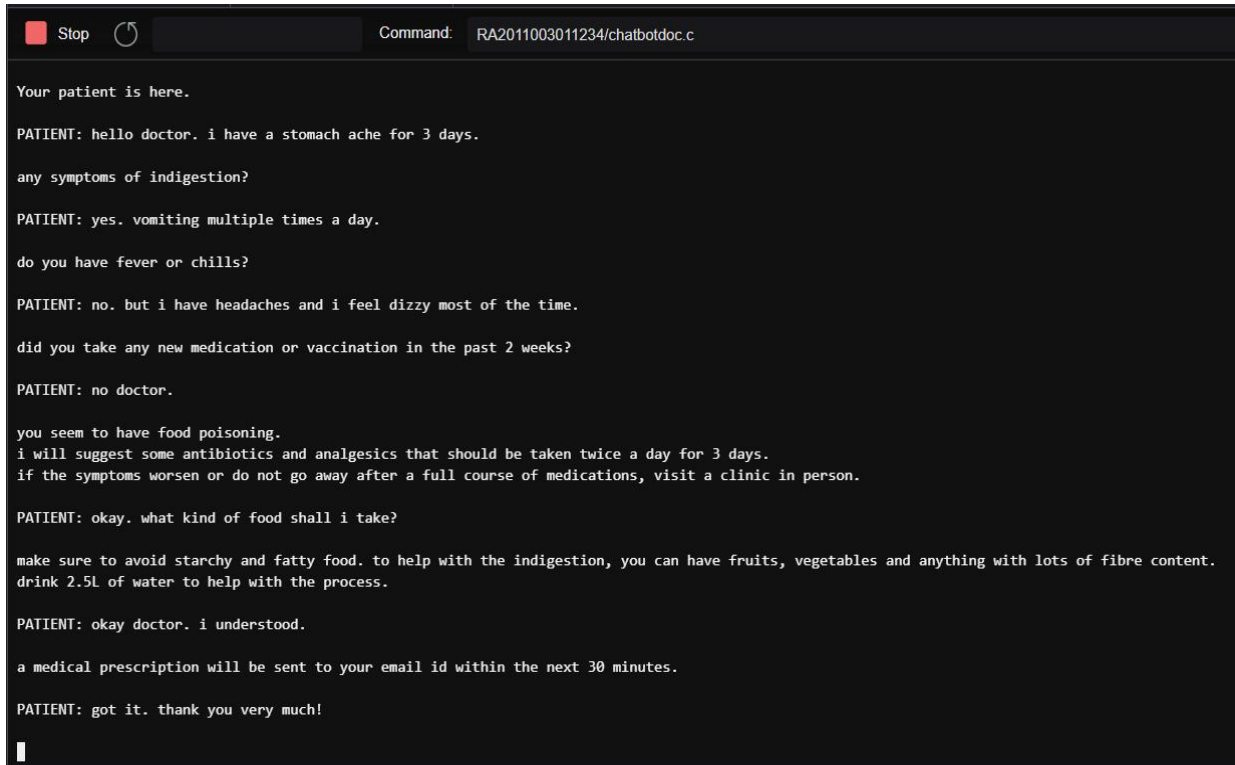 Stop Command: RA2011003011234/chatbotdoc.c
Your patient is here.
PATIENT: hello doctor. i have a stomach ache for 3 days.
any symptoms of indigestion?
PATIENT: yes. vomiting multiple times a day.
do you have fever or chills?
PATIENT: no. but i have headaches and i feel dizzy most of the time.
did you take any new medication or vaccination in the past 2 weeks?
PATIENT: no doctor.
you seem to have food poisoning.
i will suggest some antibiotics and analgesics that should be taken twice a day for 3 days.
if the symptoms worsen or do not go away after a full course of medications, visit a clinic in person.
PATIENT: okay. what kind of food shall i take?
make sure to avoid starchy and fatty food. to help with the indigestion, you can have fruits, vegetables and anything with lots of fibre content.
drink 2.5L of water to help with the process.
PATIENT: okay doctor. i understood.
a medical prescription will be sent to your email id within the next 30 minutes.
PATIENT: got it. thank you very much!